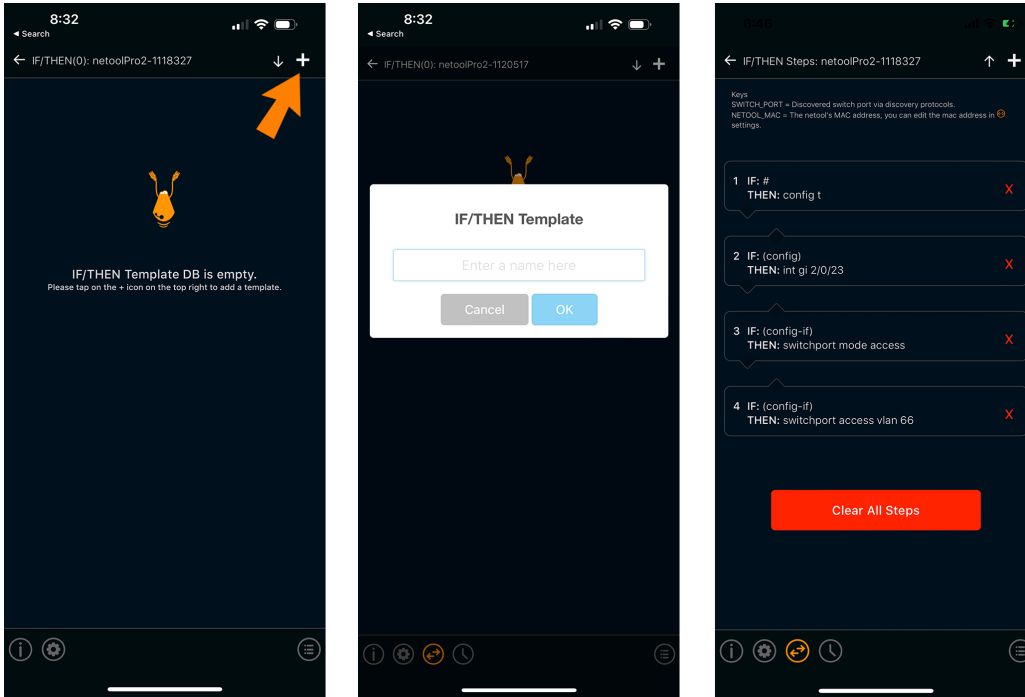 8:32
◄ Search
← IF/THEN(0): netoolPro2-1118327 ↓ +
IF/THEN Template DB is empty.
Please tap on the + icon on the top right to add a template.
8:32
◄ Search
← IF/THEN(0): netoolPro2-1120517 ↓ +
IF/THEN Template
Enter a name here
Cancel
OK
8:46
← IF/THEN Steps: netoolPro2-1118327 ↑ +
Keys
SWITCH_PORT = Discovered switch port via discovery protocols.
NETOOL_MAC = The netool's MAC address, you can edit the mac address in
settings.
1 IF: #
THEN: config t
X
2 IF: (config)
THEN: int gi 2/0/23
X
3 IF: (config-if)
THEN: switchport mode access
X
4 IF: (config-if)
THEN: switchport access vlan 66
X
Clear All Steps